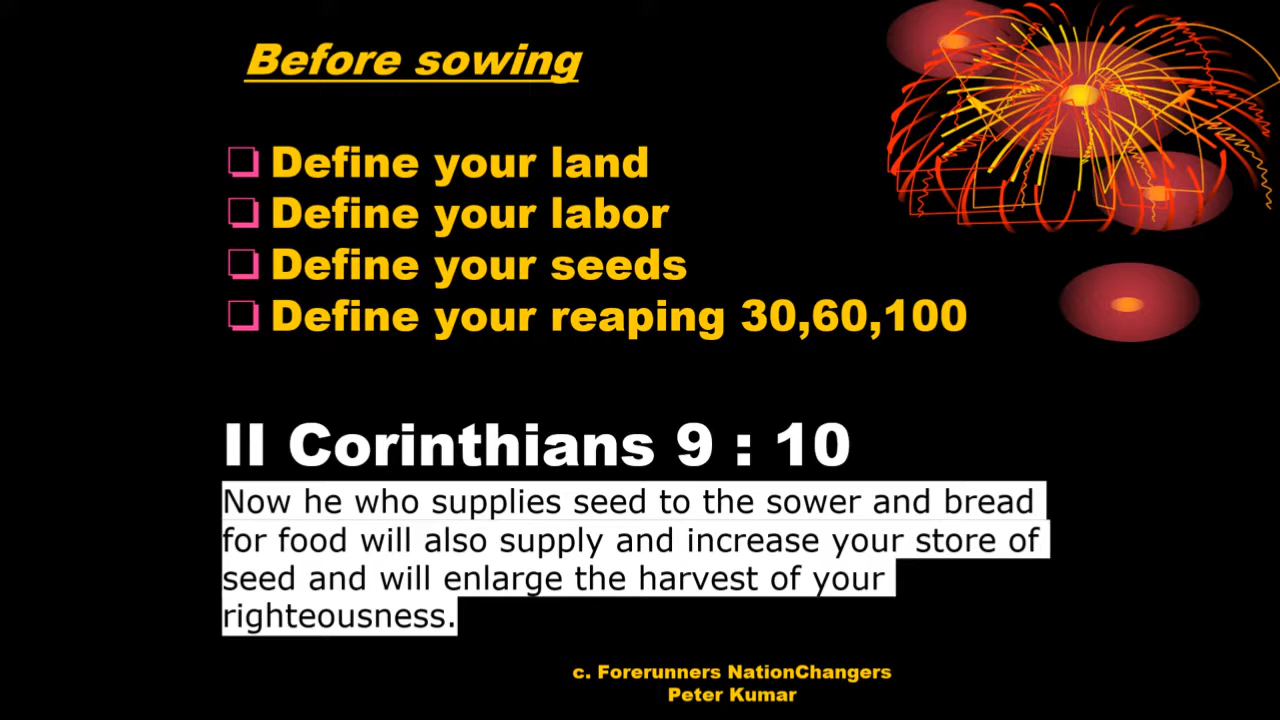 Before sowing
❑ Define your land
❑ Define your labor
❑ Define your seeds
❑ Define your reaping 30,60,100
II Corinthians 9 : 10
Now he who supplies seed to the sower and bread
for food will also supply and increase your store of
seed and will enlarge the harvest of your
righteousness.
c. Forerunners NationChangers
Peter Kumar